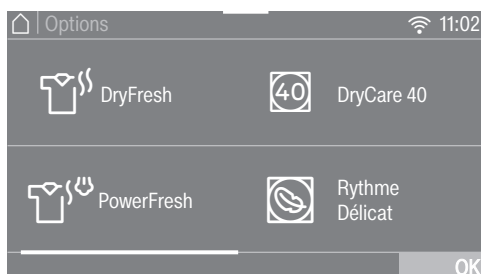 Options 11:02
DryFresh
40 DryCare 40
PowerFresh
Rythme
Délicat
OK